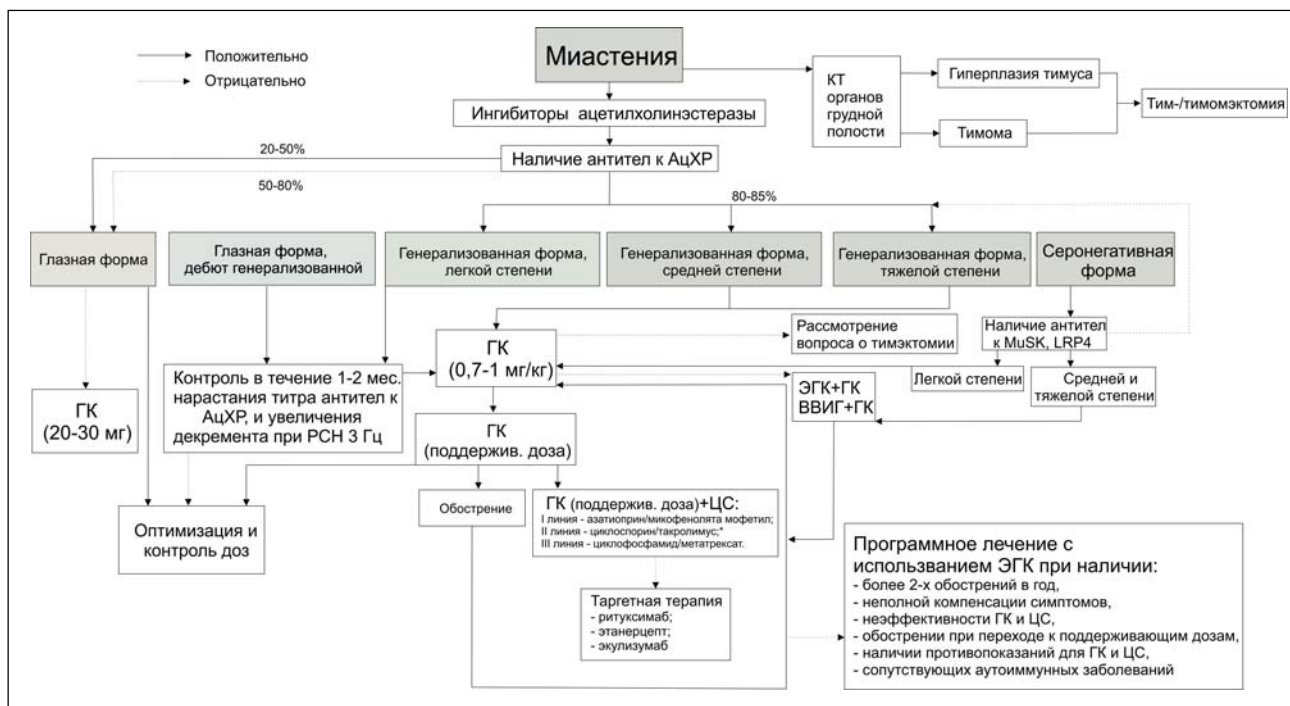 Положительно
Отрицательно
Миастения
Ингибиторы ацетилхолинэстеразы
Наличие антител к АцХР
КТ
органов
грудной
полости
Гиперплазия тимуса
Тимома
Тим-/тимомэктомия
20-50%
50-80%
80-85%
Глазная форма
Глазная форма,
дебют генерализованной
Генерализованная форма,
легкой степени
Генерализованная форма,
средней степени
Генерализованная форма,
тяжелой степени
Серонегативная
форма
ГК
(20-30 мг)
Контроль в течение 1-2 мес.
нарастания титра антител к
АцХР, и увеличения
декремента при РСН 3 Гц
ГК
(0,7-1 мг/кг)
Рассмотрение
вопроса о тимэктомии
Наличие антител
к MuSK, LRP4
Легкой степени
Средней и
тяжелой степени
ЭГК+ГК
ВВИГ+ГК
ГК
(поддержив. доза)
Оптимизация и
контроль доз
Обострение
ГК (поддержив. доза)+ЦС:
I линия - азатиоприн/микофенолята мофетил;
II линия - циклоспорин/такролимус;*
III линия - циклофосфамид/метатрексат.
Таргетная терапия
- ритуксимаб;
- этанерцепт;
- экулизумаб
Программное лечение с
использванием ЭГК при наличии:
- более 2-х обострений в год,
- неполной компенсации симптомов,
- неэффективности ГК и ЦС,
- обострении при переходе к поддерживающим дозам,
- наличии противопоказаний для ГК и ЦС,
- сопутствующих аутоиммунных заболеваний